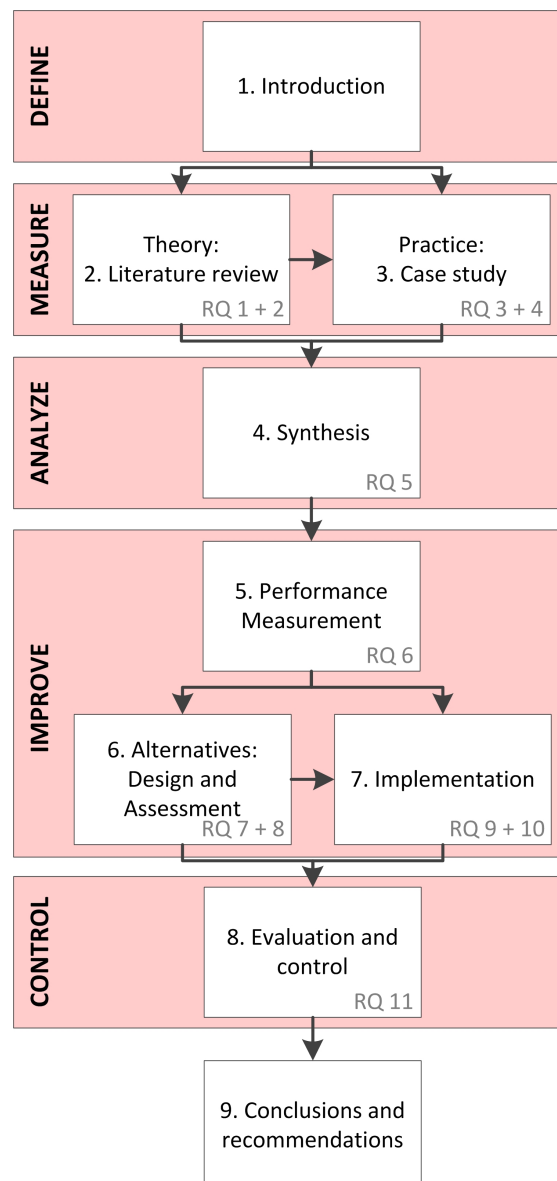 DEFINE
1. Introduction
MEASURE
Theory:
2. Literature review
RQ 1 + 2
Practice:
3. Case study
RQ 3 + 4
ANALYZE
4. Synthesis
RQ 5
IMPROVE
5. Performance
Measurement
RQ 6
6. Alternatives:
Design and
Assessment
RQ 7 + 8
7. Implementation
RQ 9 + 10
CONTROL
8. Evaluation and
control
RQ 11
9. Conclusions and
recommendations